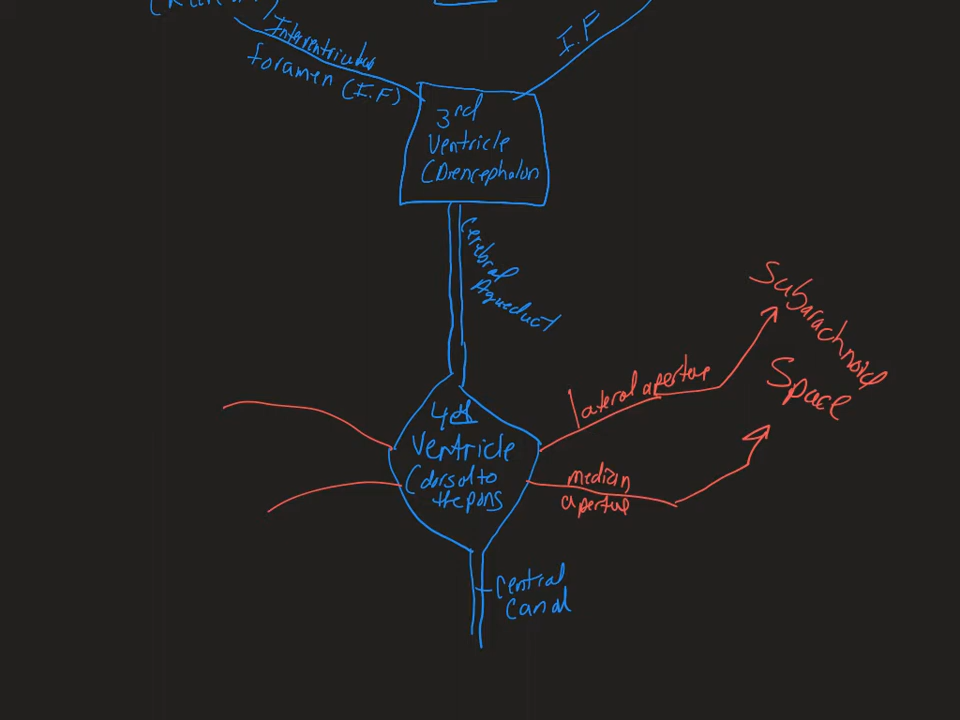 Interventricular
foramen (I.F)
I.F
3rd
Ventricle
(Diencephalon
Cerebral
Aqueduct
Subarachnoid
Space
lateral aperture
4th
Ventricle
(dorsal to
the pons
median
aperture
Central
Canal